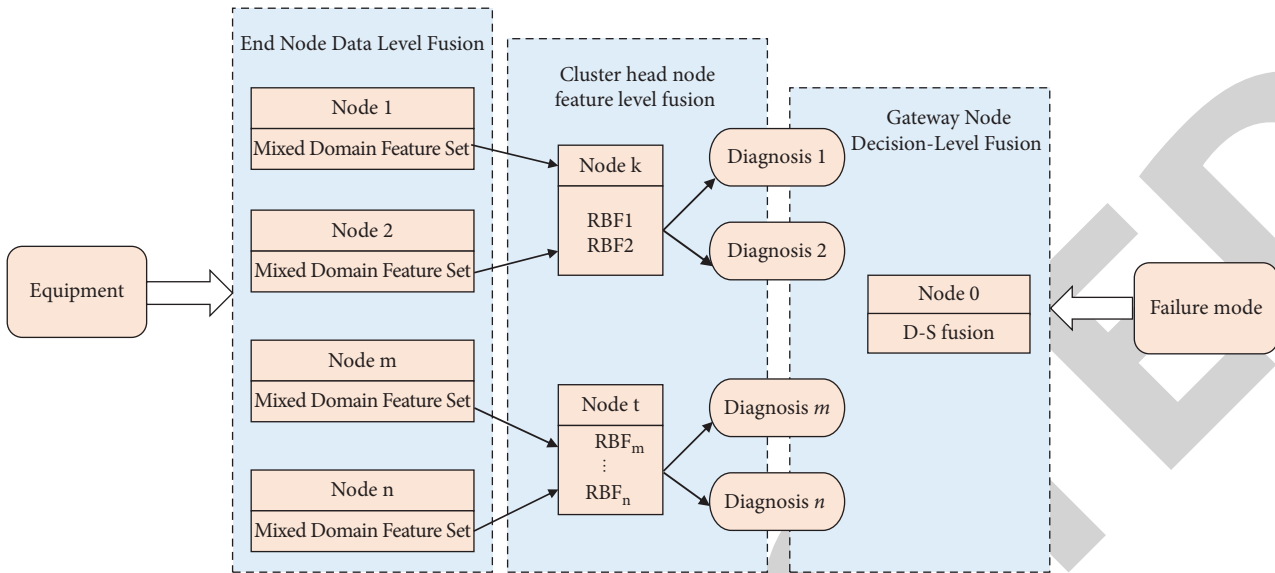 Equipment
End Node Data Level Fusion
Node 1
Mixed Domain Feature Set
Node 2
Mixed Domain Feature Set
Node m
Mixed Domain Feature Set
Node n
Mixed Domain Feature Set
Cluster head node
feature level fusion
Node k
RBF1
RBF2
Node t
RBFm
⋮
RBFn
Diagnosis 1
Diagnosis 2
Diagnosis m
Diagnosis n
Gateway Node
Decision-Level Fusion
Node 0
D-S fusion
Failure mode